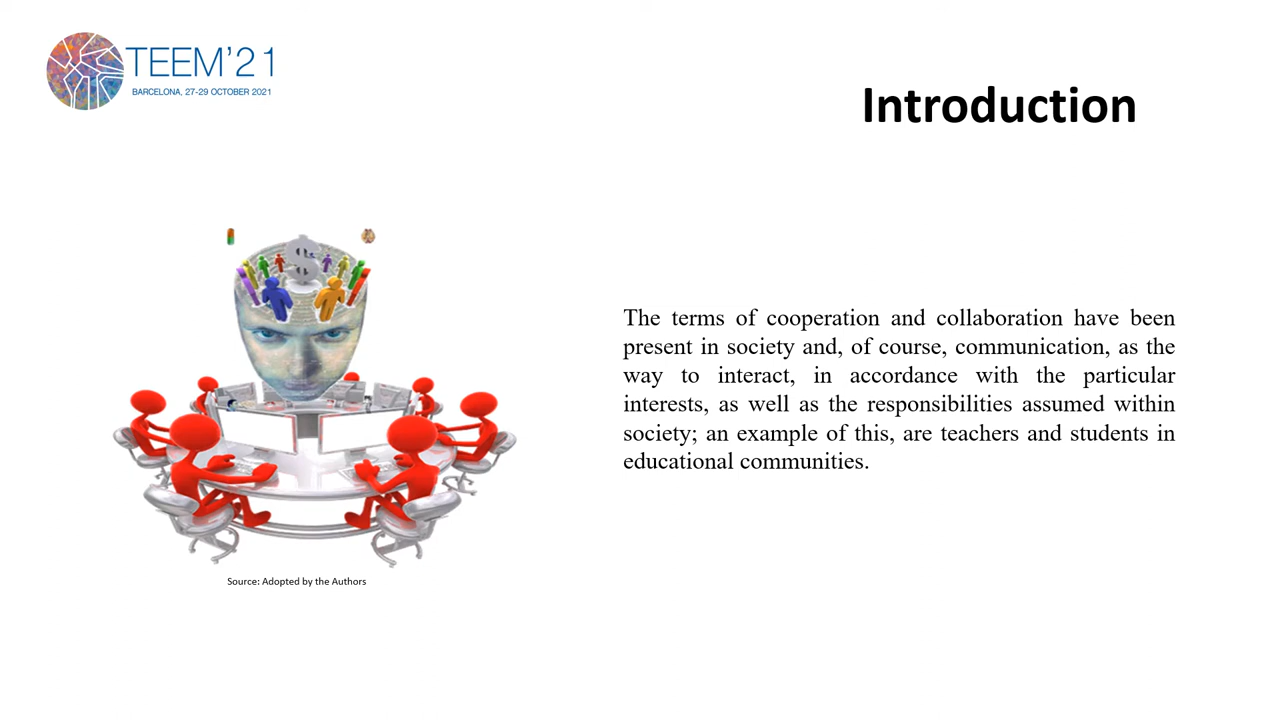 TEEM'21
BARCELONA, 27-29 OCTOBER 2021
Introduction
$
The terms of cooperation and collaboration have been
present in society and, of course, communication, as the
way to interact, in accordance with the particular
interests, as well as the responsibilities assumed within
society; an example of this, are teachers and students in
educational communities.
Source: Adopted by the Authors